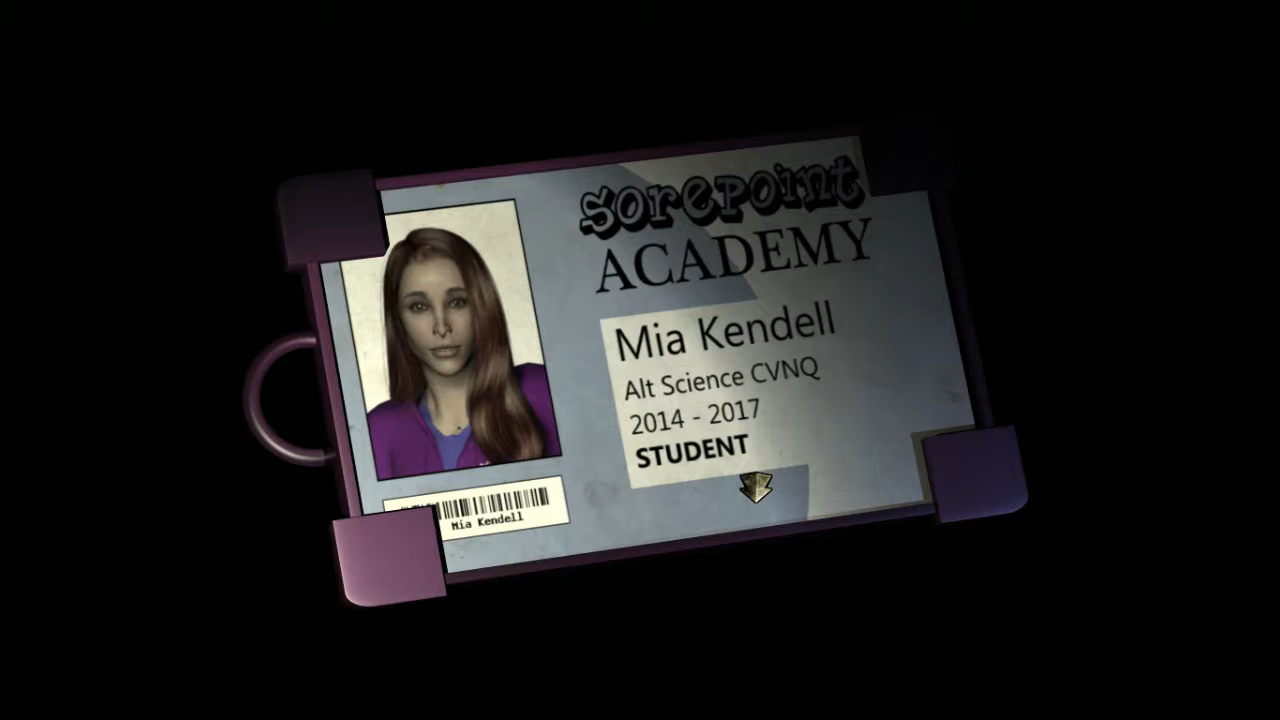 sorepoint
ACADEMY
Mia Kendell
Alt Science CVNQ
2014 - 2017
STUDENT
Mia Kendell